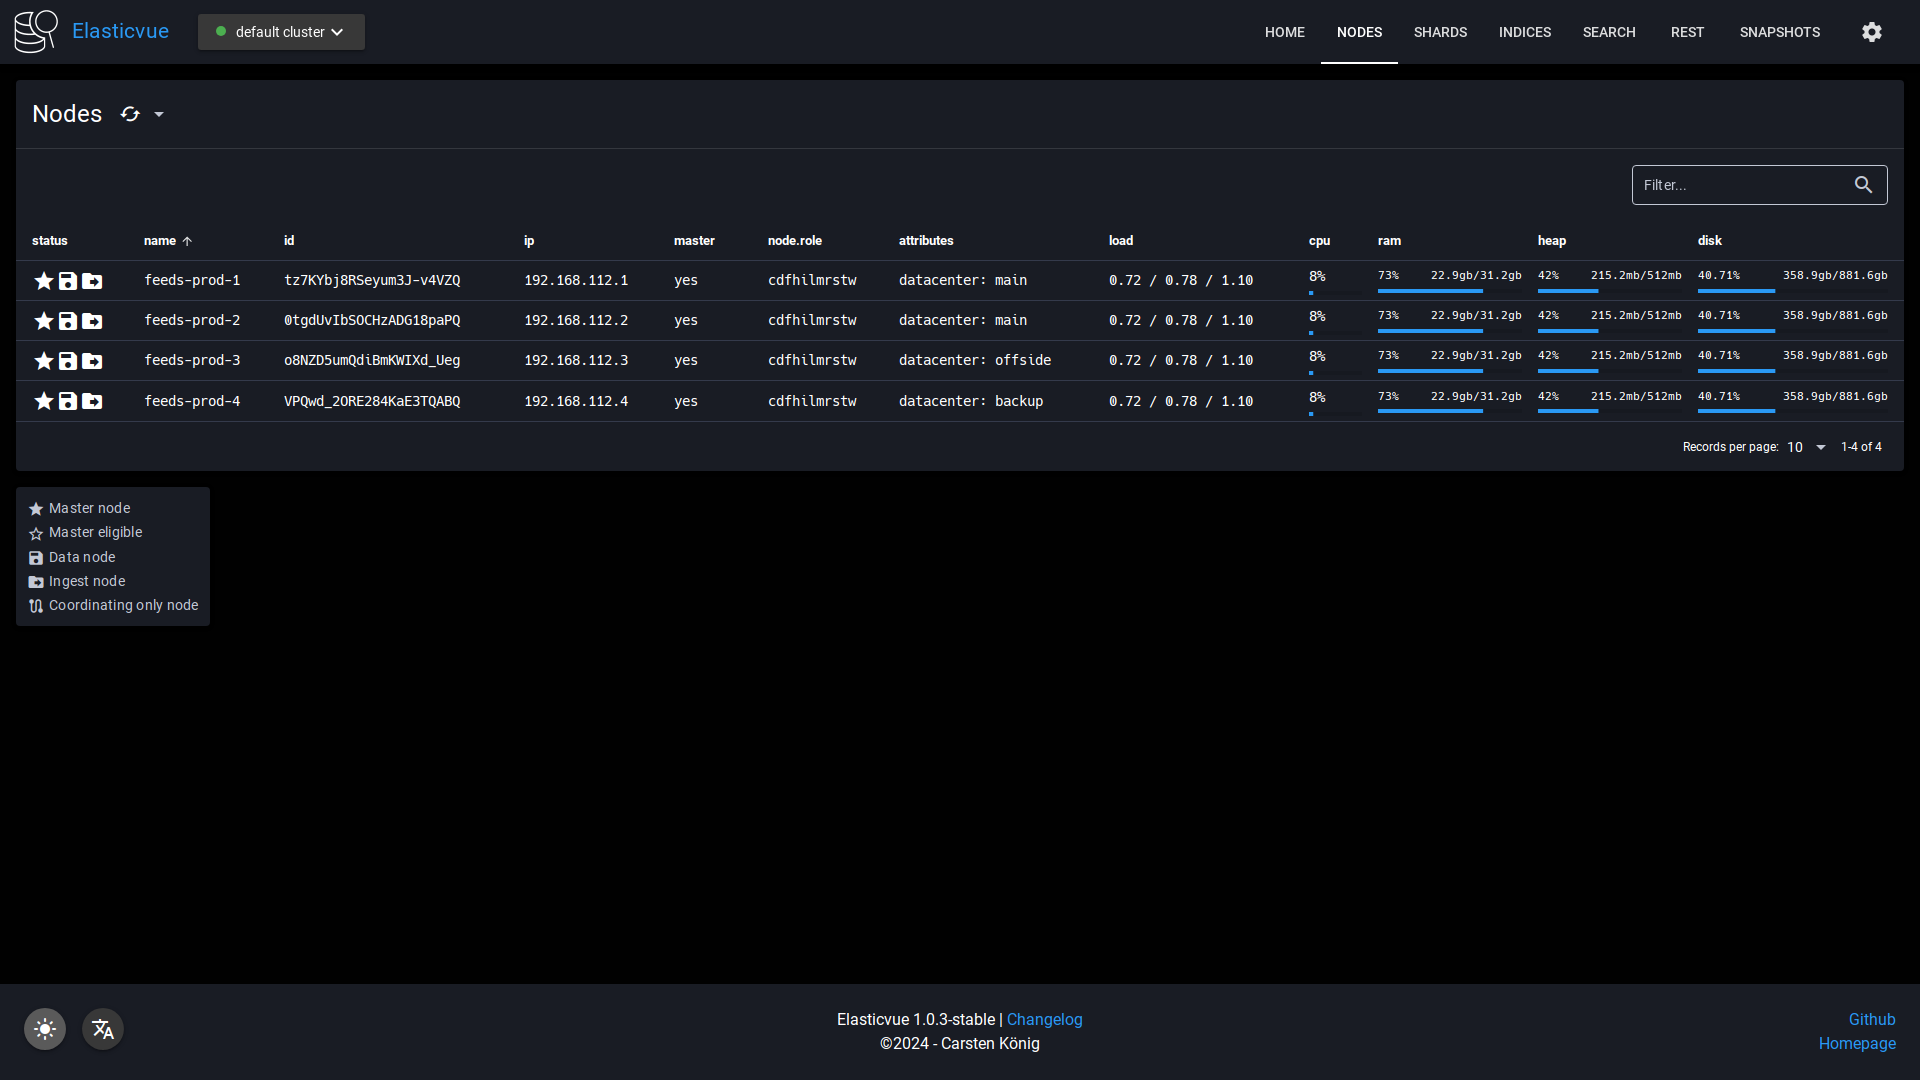 Elasticvue
default cluster
HOME NODES SHARDS INDICES SEARCH REST SNAPSHOTS
Nodes
Filter...
status name id ip master node.role attributes load cpu ram heap disk
feeds-prod-1 tz7KYbj8RSeyum3J-v4VZQ 192.168.112.1 yes cdfhilmrstw datacenter: main 0.72 / 0.78 / 1.10 8% 73% 22.9gb/31.2gb 42% 215.2mb/512mb 40.71% 358.9gb/881.6gb
feeds-prod-2 0tgdUvIbSOCHzADG18paPQ 192.168.112.2 yes cdfhilmrstw datacenter: main 0.72 / 0.78 / 1.10 8% 73% 22.9gb/31.2gb 42% 215.2mb/512mb 40.71% 358.9gb/881.6gb
feeds-prod-3 o8NZD5umQdiBmKWIXd_Ueg 192.168.112.3 yes cdfhilmrstw datacenter: offside 0.72 / 0.78 / 1.10 8% 73% 22.9gb/31.2gb 42% 215.2mb/512mb 40.71% 358.9gb/881.6gb
feeds-prod-4 VPQwd_2ORE284KaE3TQABQ 192.168.112.4 yes cdfhilmrstw datacenter: backup 0.72 / 0.78 / 1.10 8% 73% 22.9gb/31.2gb 42% 215.2mb/512mb 40.71% 358.9gb/881.6gb
Records per page: 10 1-4 of 4
Master node
Master eligible
Data node
Ingest node
Coordinating only node
Elasticvue 1.0.3-stable | Changelog
©2024 - Carsten König
Github
Homepage